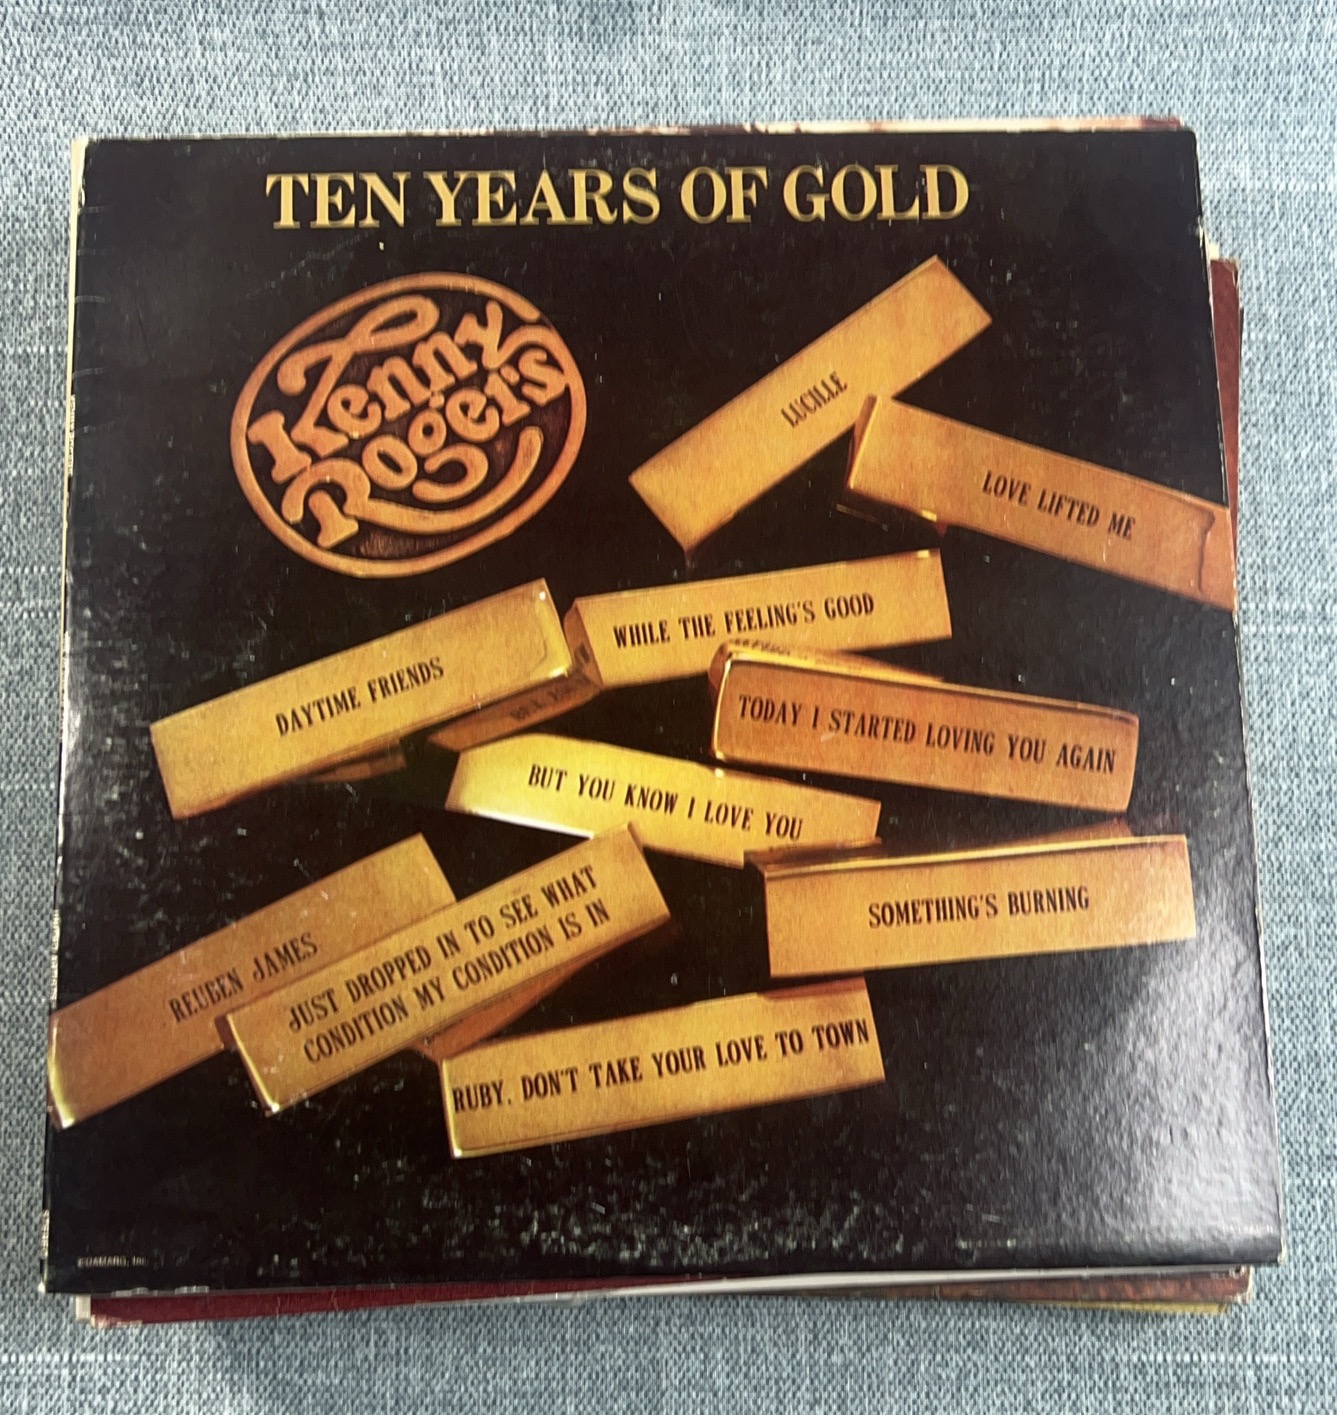 TEN YEARS OF GOLD
Kenny
Rogers
LUCILLE
LOVE LIFTED ME
WHILE THE FEELING'S GOOD
DAYTIME FRIENDS
TODAY I STARTED LOVING YOU AGAIN
BUT YOU KNOW I LOVE YOU
SOMETHING'S BURNING
REUBEN JAMES
JUST DROPPED IN TO SEE WHAT
CONDITION MY CONDITION IS IN
RUBY. DON'T TAKE YOUR LOVE TO TOWN